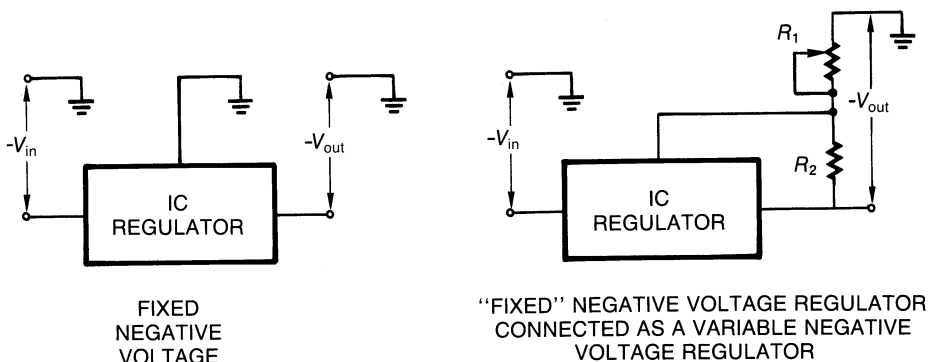 -Vin
-Vout
IC
REGULATOR
FIXED
NEGATIVE
VOLTAGE
-Vin
R1
-Vout
R2
IC
REGULATOR
"FIXED" NEGATIVE VOLTAGE REGULATOR
CONNECTED AS A VARIABLE NEGATIVE
VOLTAGE REGULATOR